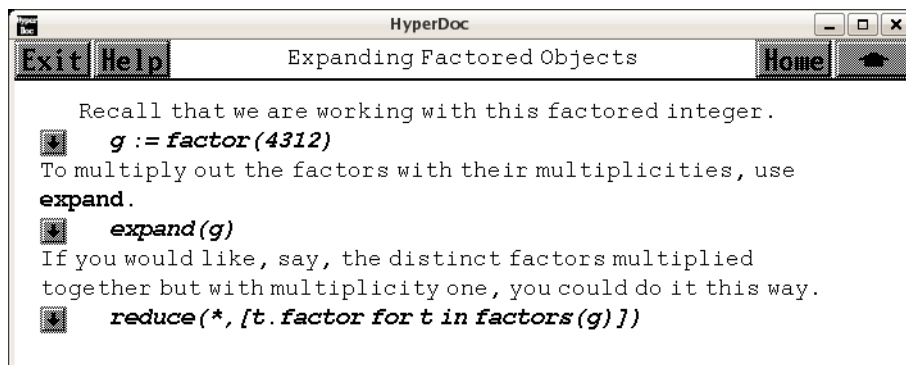 Hyper Doc
HyperDoc
Exit Help Expanding Factored Objects Home
Recall that we are working with this factored integer.
g := factor(4312)
To multiply out the factors with their multiplicities, use
expand.
expand(g)
If you would like, say, the distinct factors multiplied
together but with multiplicity one, you could do it this way.
reduce(*,[t.factor for t in factors(g)])